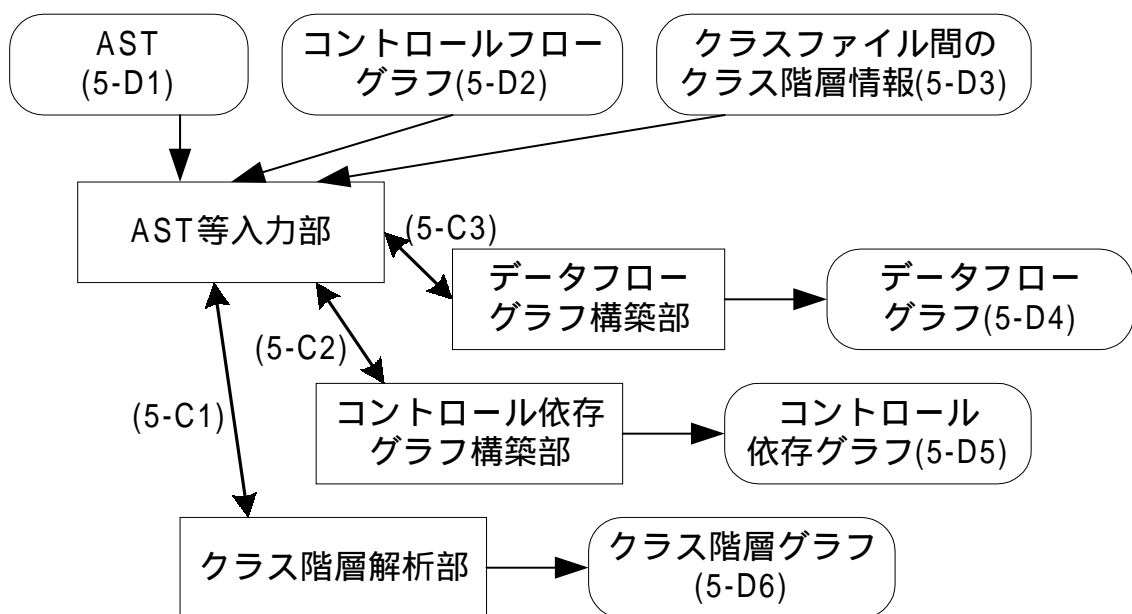 AST
(5-D1)
コントロールフロー
グラフ(5-D2)
クラスファイル間の
クラス階層情報(5-D3)
AST等入力部
(5-C3)
データフロー
グラフ構築部
データフロー
グラフ(5-D4)
(5-C2)
(5-C1)
コントロール依存
グラフ構築部
コントロール
依存グラフ(5-D5)
クラス階層解析部
クラス階層グラフ
(5-D6)